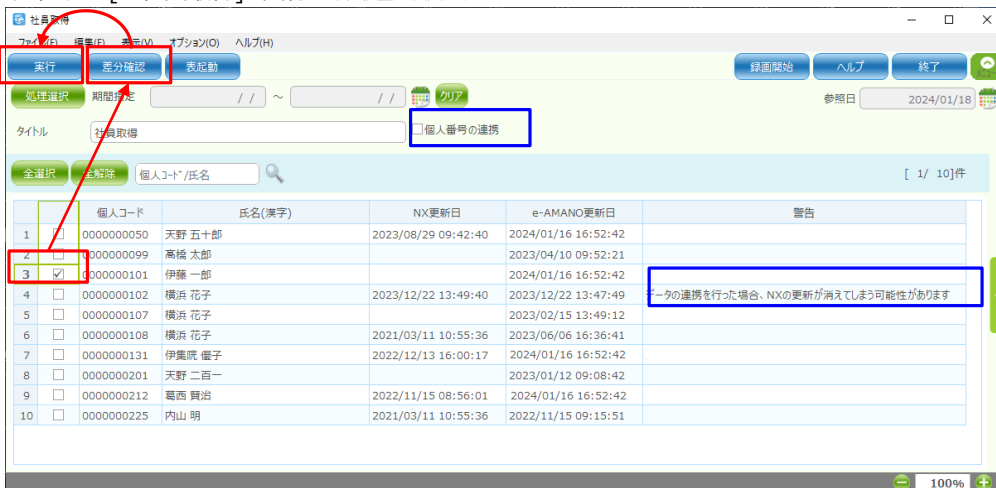 社員取得
ファイル(F) 編集(E) 表示(V) オプション(O) ヘルプ(H)
実行 差分確認 表起動 録画開始 ヘルプ 終了
処理選択 期間指定 / / ～ / / クリア 参照日 2024/01/18
タイトル 社員取得 個人番号の連携
全選択 全解除 個人コード/氏名 [ 1/ 10]件
個人コード 氏名(漢字) NX更新日 e-AMANO更新日 警告
1 0000000050 天野 五十郎 2023/08/29 09:42:40 2024/01/16 16:52:42
2 0000000099 高橋 太郎 2023/04/10 09:52:21
3 0000000101 伊藤 一郎 2024/01/16 16:52:42
4 0000000102 横浜 花子 2023/12/22 13:49:40 2023/12/22 13:47:49 データの連携を行った場合、NXの更新が消えてしまう可能性があります
5 0000000107 横浜 花子 2023/02/15 13:49:12
6 0000000108 横浜 花子 2021/03/11 10:55:36 2023/06/06 16:36:41
7 0000000131 伊集院 優子 2022/12/13 16:00:17 2024/01/16 16:52:42
8 0000000201 天野 二百一 2023/01/12 09:08:42
9 0000000212 葛西 賢治 2022/11/15 08:56:01 2024/01/16 16:52:42
10 0000000225 内山 明 2021/03/11 10:55:36 2022/11/15 09:15:51
100%